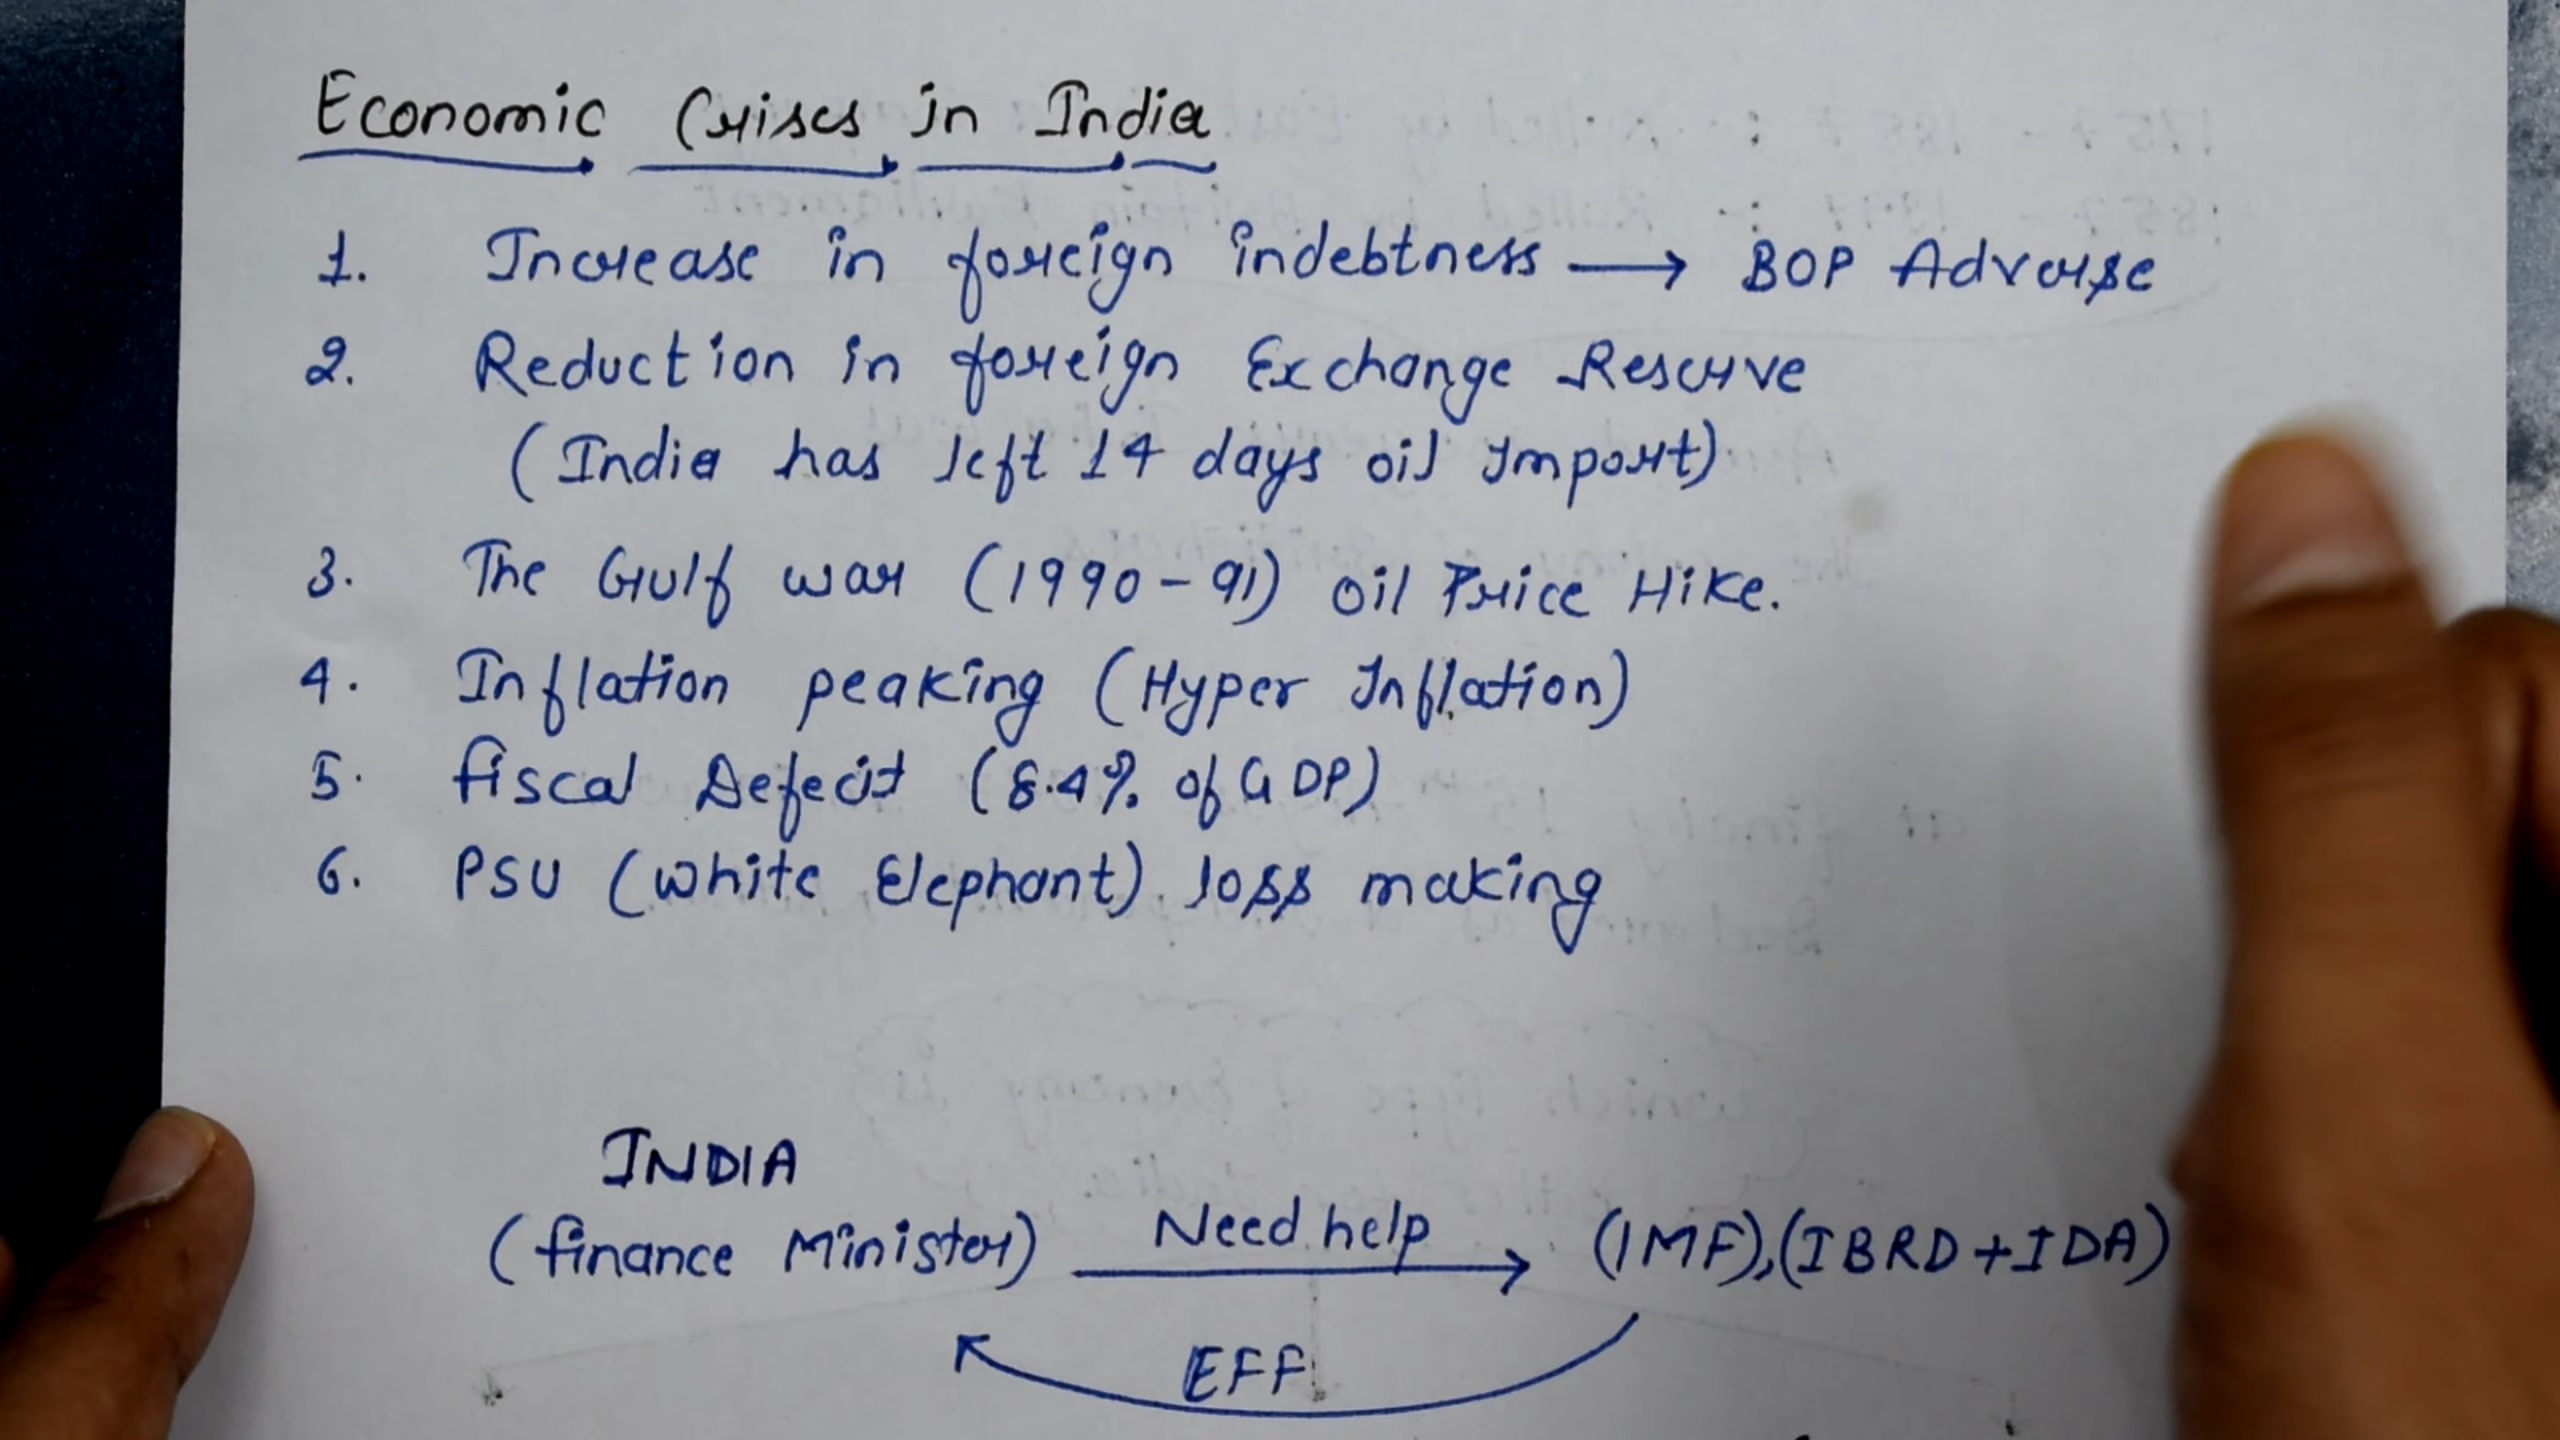 Economic Crises in India
1. Increase in foreign indebtness → BOP Adverse
2. Reduction in foreign Exchange Reserve
(India has left 14 days oil Import)
3. The Gulf war (1990-91) oil Price Hike.
4. Inflation peaking (Hyper Inflation)
5. fiscal Defecit (8.4% of GDP)
6. PSU (white Elephant) loss making
INDIA
(finance Minister) Need help → (IMF),(IBRD+IDA)
EFF